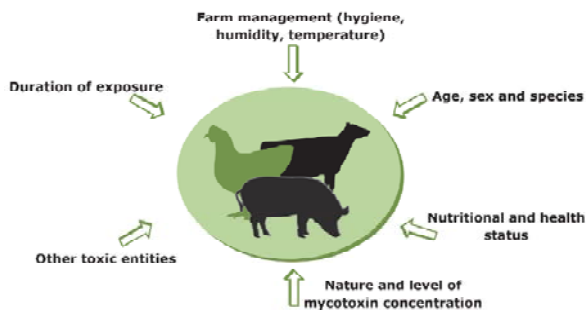 Farm management (hygiene,
humidity, temperature)
Duration of exposure
Age, sex and species
Nutritional and health
status
Other toxic entities
Nature and level of
mycotoxin concentration